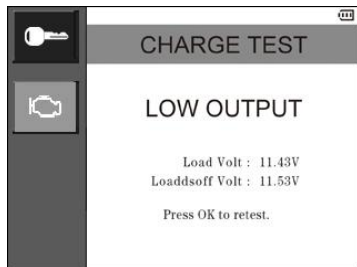 CHARGE TEST
LOW OUTPUT
Load Volt : 11.43V
Loaddsoff Volt : 11.53V
Press OK to retest.